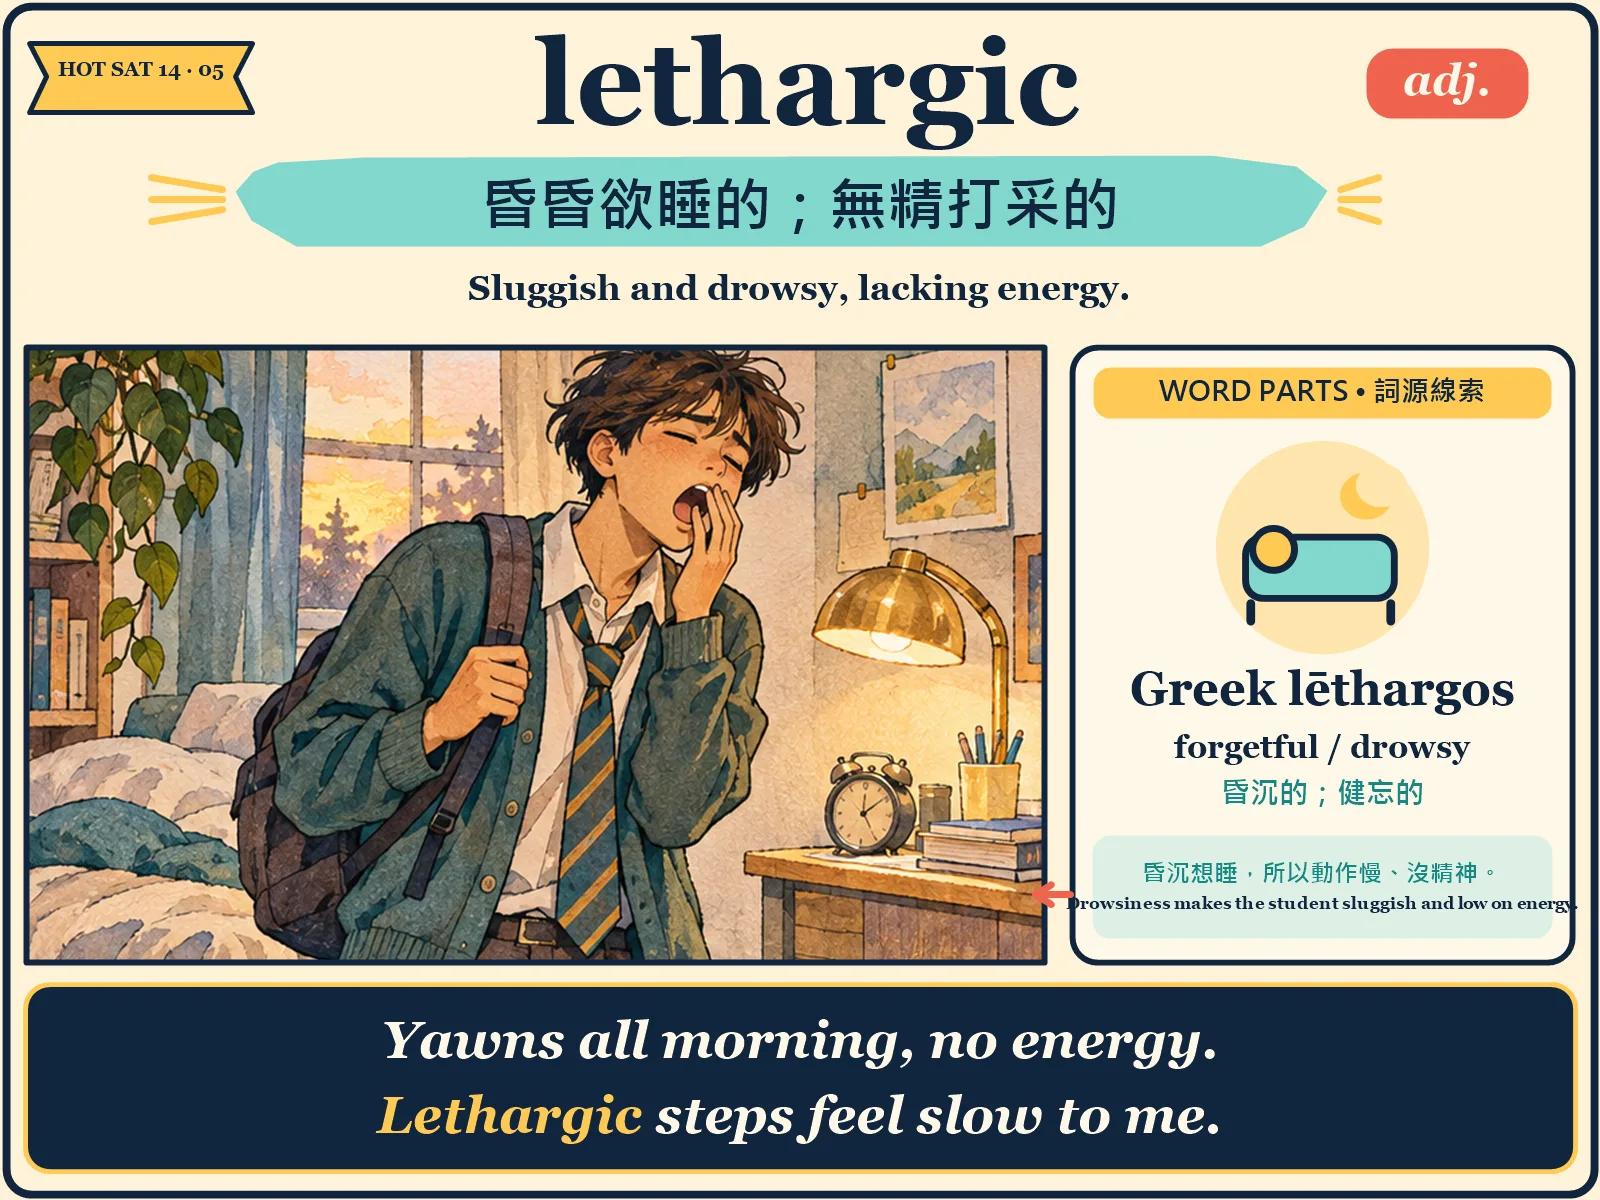 HOT SAT 14 · 05
lethargic
adj.
昏昏欲睡的；無精打采的
Sluggish and drowsy, lacking energy.
WORD PARTS • 詞源線索
Greek lēthargos
forgetful / drowsy
昏沉的；健忘的
昏沉想睡，所以動作慢、沒精神。
Drowsiness makes the student sluggish and low on energy.
Yawns all morning, no energy.
Lethargic steps feel slow to me.